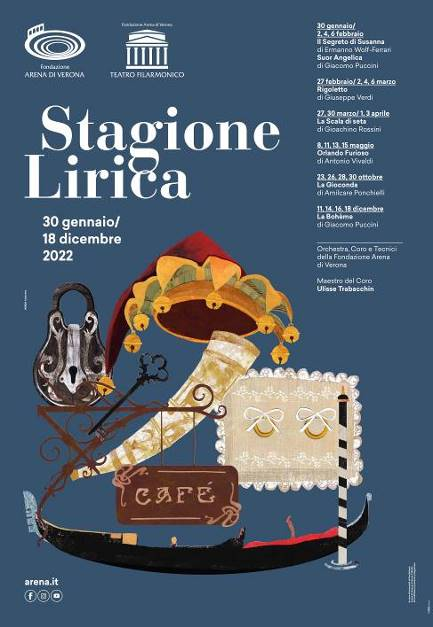 Fondazione
ARENA DI VERONA
Fondazione Arena di Verona
TEATRO FILARMONICO
Stagione
Lirica
30 gennaio/
18 dicembre
2022
30 gennaio/
2, 4, 6 febbraio
Il Segreto di Susanna
di Ermanno Wolf-Ferrari
Suor Angelica
di Giacomo Puccini
27 febbraio/ 2, 4, 6 marzo
Rigoletto
di Giuseppe Verdi
27, 30 marzo/ 1, 3 aprile
La Scala di seta
di Gioachino Rossini
8, 11, 13, 15 maggio
Orlando Furioso
di Antonio Vivaldi
23, 26, 28, 30 ottobre
La Gioconda
di Amilcare Ponchielli
11, 14, 16, 18 dicembre
La Bohème
di Giacomo Puccini
Orchestra, Coro e Tecnici
della Fondazione Arena
di Verona
Maestro del Coro
Ulisse Trabacchin
CAFÉ
arena.it